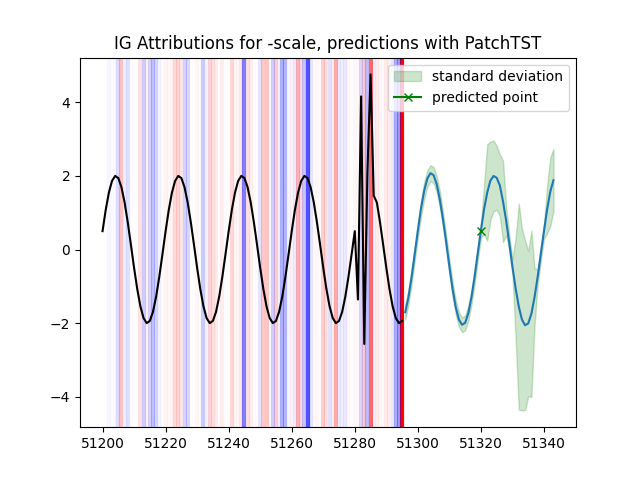 IG Attributions for -scale, predictions with PatchTST
standard deviation
predicted point
4
2
0
−2
−4
51200 51220 51240 51260 51280 51300 51320 51340